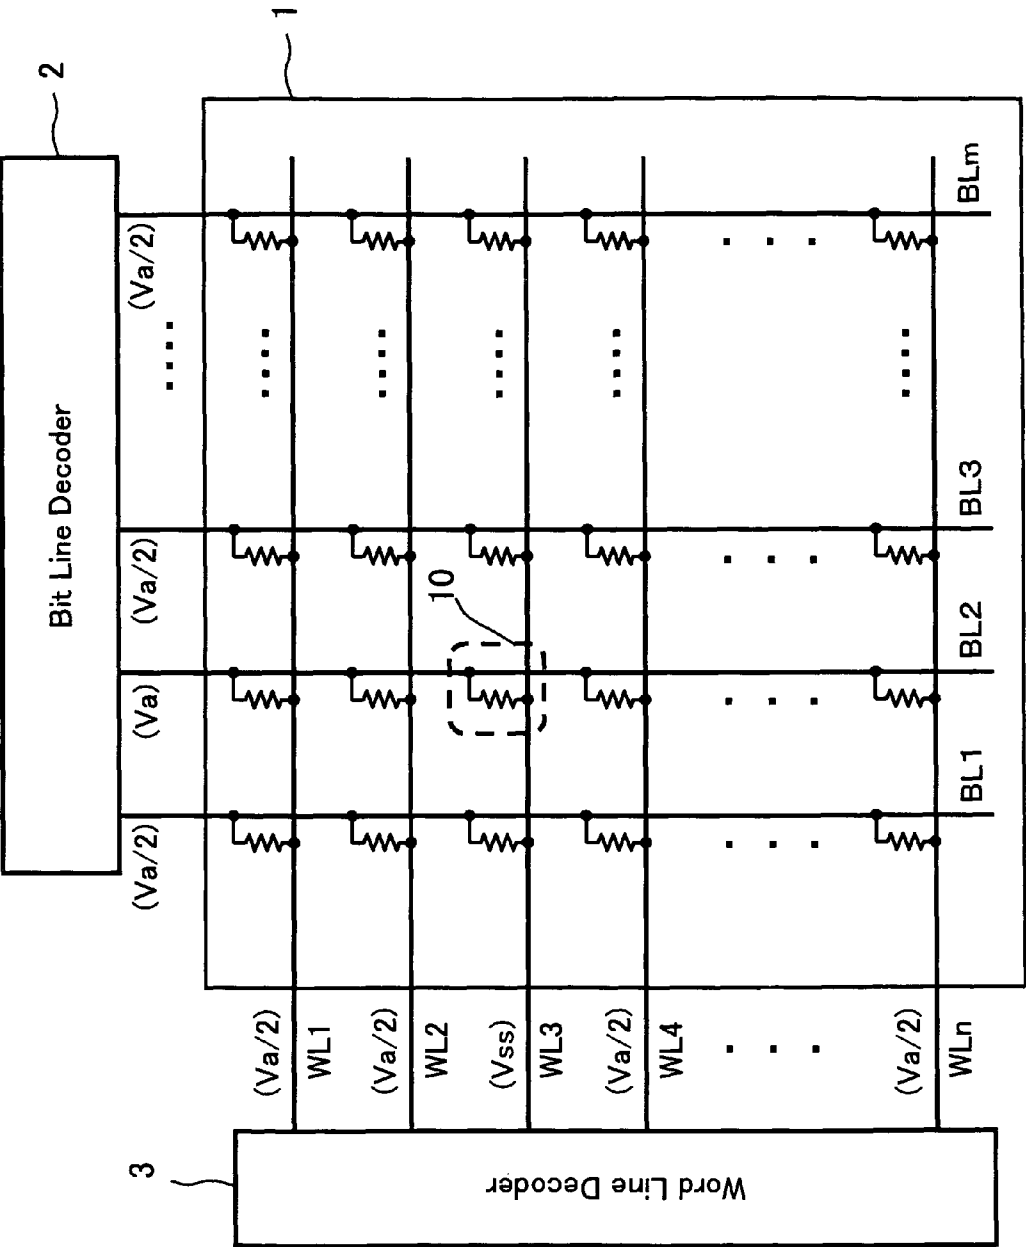 1
2
Bit Line Decoder
(Va/2)
(Va)
(Va/2)
(Va/2)
. . . .
10
BL1
BL2
BL3
BLm
(Va/2)
WL1
(Va/2)
WL2
(Vss)
WL3
(Va/2)
WL4
(Va/2)
WLn
3
Word Line Decoder